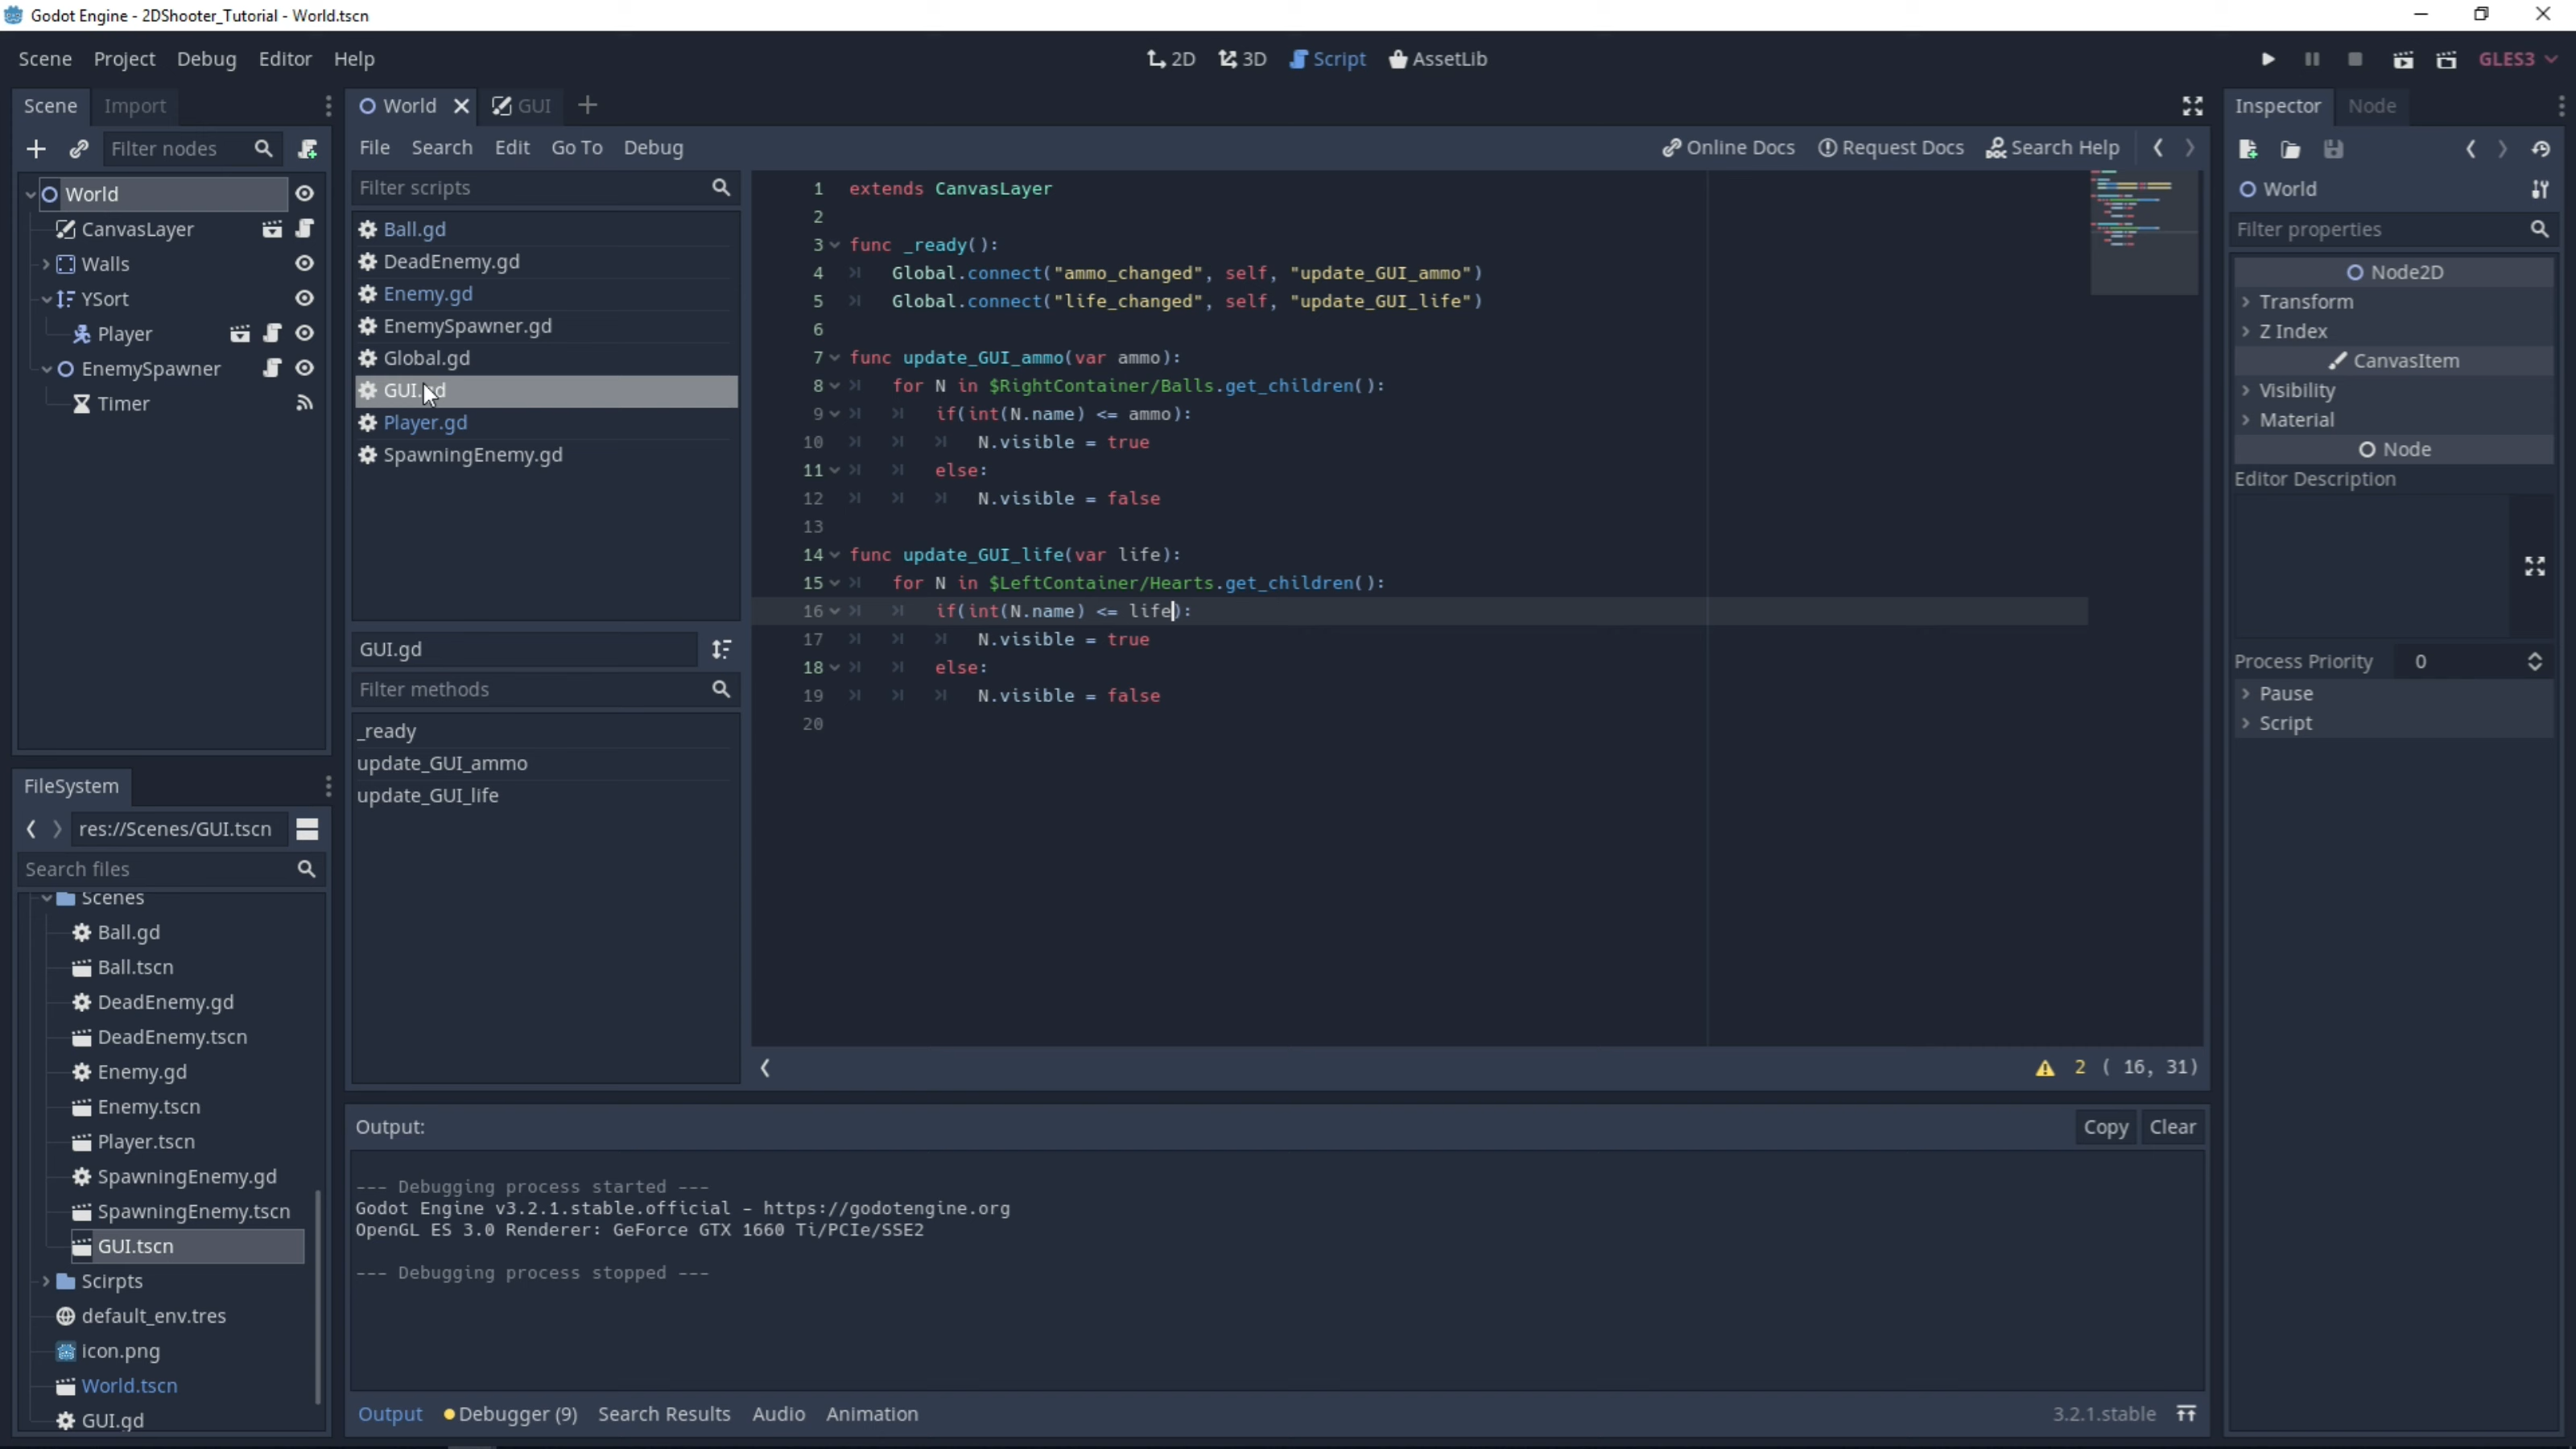 Godot Engine - 2DShooter_Tutorial - World.tscn
Scene Project Debug Editor Help
2D 3D Script AssetLib
GLES3
Scene Import
Filter nodes
World
CanvasLayer
Walls
YSort
Player
EnemySpawner
Timer
FileSystem
res://Scenes/GUI.tscn
Search files
Scenes
Ball.gd
Ball.tscn
DeadEnemy.gd
DeadEnemy.tscn
Enemy.gd
Enemy.tscn
Player.tscn
SpawningEnemy.gd
SpawningEnemy.tscn
GUI.tscn
Scirpts
default_env.tres
icon.png
World.tscn
GUI.gd
World GUI
File Search Edit Go To Debug
Online Docs Request Docs Search Help
Filter scripts
Ball.gd
DeadEnemy.gd
Enemy.gd
EnemySpawner.gd
Global.gd
GUI.gd
Player.gd
SpawningEnemy.gd
GUI.gd
Filter methods
_ready
update_GUI_ammo
update_GUI_life
1 extends CanvasLayer
2
3 func _ready():
4 Global.connect("ammo_changed", self, "update_GUI_ammo")
5 Global.connect("life_changed", self, "update_GUI_life")
6
7 func update_GUI_ammo(var ammo):
8 for N in $RightContainer/Balls.get_children():
9 if(int(N.name) <= ammo):
10 N.visible = true
11 else:
12 N.visible = false
13
14 func update_GUI_life(var life):
15 for N in $LeftContainer/Hearts.get_children():
16 if(int(N.name) <= life):
17 N.visible = true
18 else:
19 N.visible = false
20
2 ( 16, 31)
Output:
Copy Clear
--- Debugging process started ---
Godot Engine v3.2.1.stable.official - https://godotengine.org
OpenGL ES 3.0 Renderer: GeForce GTX 1660 Ti/PCIe/SSE2
--- Debugging process stopped ---
Output Debugger (9) Search Results Audio Animation
3.2.1.stable
Inspector Node
World
Filter properties
Node2D
Transform
Z Index
CanvasItem
Visibility
Material
Node
Editor Description
Process Priority 0
Pause
Script